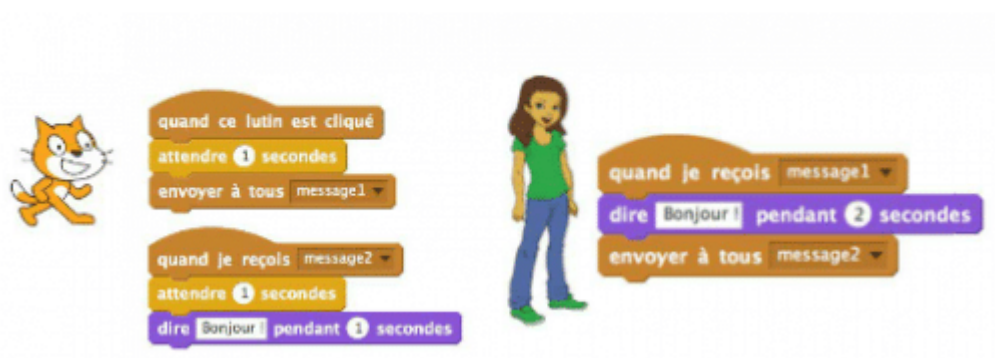 quand ce lutin est cliqué
attendre 1 secondes
envoyer à tous message1
quand je reçois message2
attendre 1 secondes
dire Bonjour ! pendant 1 secondes
quand je reçois message1
dire Bonjour ! pendant 2 secondes
envoyer à tous message2